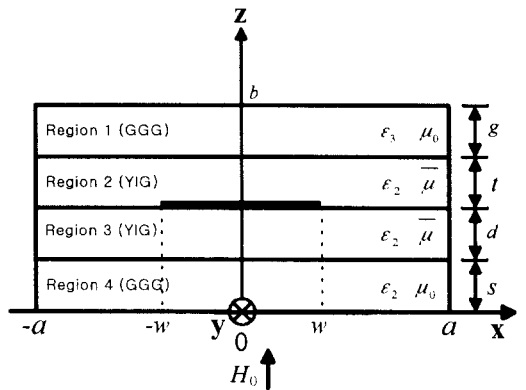 z
b
Region 1 (GGG) ε₃ μ₀ g
Region 2 (YIG) ε₂ μ̄ t
Region 3 (YIG) ε₂ μ̄ d
Region 4 (GGG) ε₂ μ₀ s
-a -w y 0 w a x
H₀